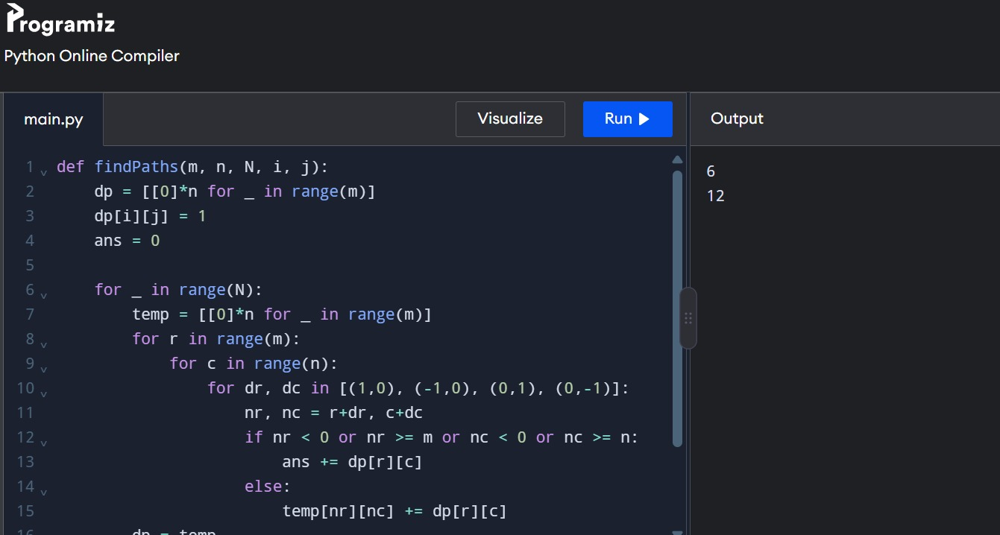 Programiz
Python Online Compiler
main.py
Visualize
Run
Output
1 def findPaths(m, n, N, i, j):
2     dp = [[0]*n for _ in range(m)]
3     dp[i][j] = 1
4     ans = 0
5
6     for _ in range(N):
7         temp = [[0]*n for _ in range(m)]
8         for r in range(m):
9             for c in range(n):
10                 for dr, dc in [(1,0), (-1,0), (0,1), (0,-1)]:
11                     nr, nc = r+dr, c+dc
12                     if nr < 0 or nr >= m or nc < 0 or nc >= n:
13                         ans += dp[r][c]
14                     else:
15                         temp[nr][nc] += dp[r][c]
16         dp = temp
6
12